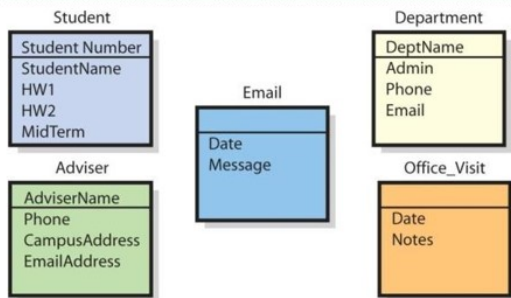 Student
Student Number
StudentName
HW1
HW2
MidTerm
Department
DeptName
Admin
Phone
Email
Email
Date
Message
Adviser
AdviserName
Phone
CampusAddress
EmailAddress
Office_Visit
Date
Notes